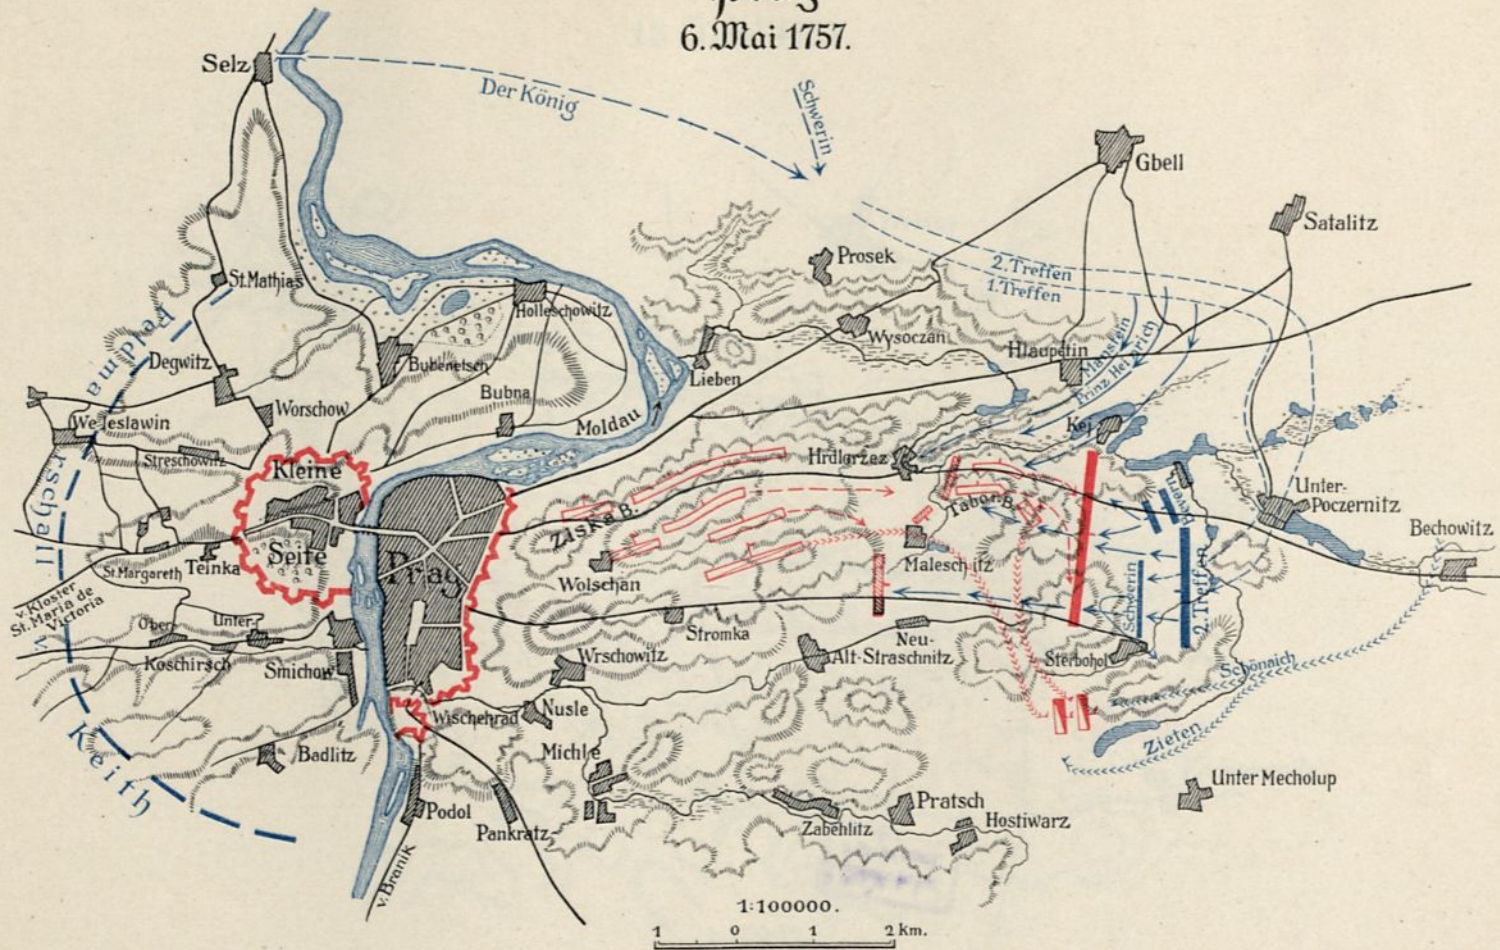 6. Mai 1757.
Selz
Der König
Schwerin
Gbell
Satalitz
Prosek
2. Treffen
1. Treffen
St. Mathias
Holleschowitz
Wysoczan
Hlaupetin
Manstein
Prinz Heinrich
Degwitz
Bubenetsch
Lieben
Bubna
Worschow
Moldau
Weleslawin
Streschowitz
Kej
Kleine
Seite
Hrdlorzez
Tabor-B.
Bevern
Unter-
Poczernitz
Bechowitz
Ziska B.
Prag
St. Margareth
Teinka
Wolschan
Maleschitz
Schwerin
2. Treffen
v. Kloster
St. Maria de
Victoria
Ober-
Unter-
Koschirsch
Smichow
Stromka
Neu-
Alt-Straschnitz
Sterbohol
Schönaich
Wrschowitz
Wischehrad
Nusle
Zieten
Badlitz
Michle
Unter Mecholup
Podol
Pankratz
Zabehlitz
Pratsch
Hostiwarz
v. Branik
Feldmarschall v. Keith
1:100000.
1 0 1 2 km.